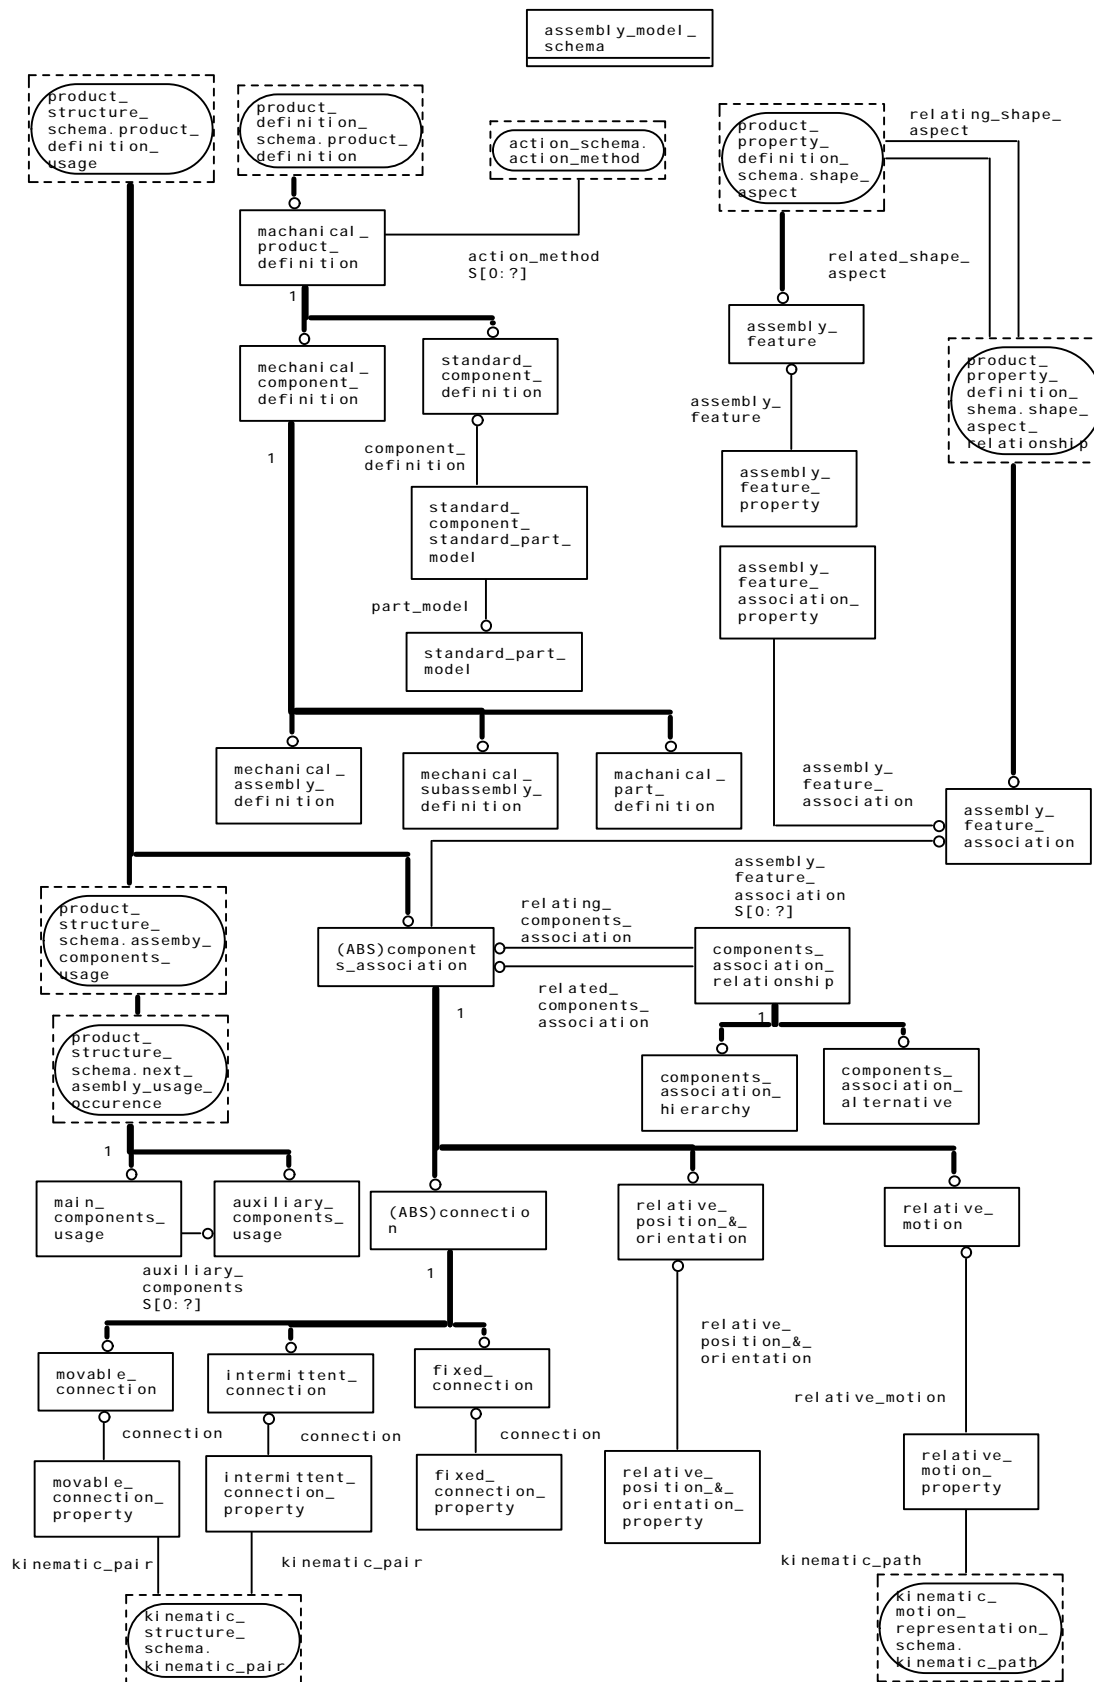 assembly_model_
schema
product_
structure_
schema.product_
definition_
usage
product_
definition_
schema.product_
definition
action_schema.
action_method
product_
property_
definition_
schema.shape_
aspect
relating_shape_
aspect
machanical_
product_
definition
action_method
S[0:?]
related_shape_
aspect
1
assembly_
feature
mechanical_
component_
definition
standard_
component_
definition
product_
property_
definition_
shema.shape_
aspect_
relationship
assembly_
feature
1
component_
definition
assembly_
feature_
property
standard_
component_
standard_part_
model
assembly_
feature_
association_
property
part_model
standard_part_
model
mechanical_
assembly_
definition
mechanical_
subassembly_
definition
machanical_
part_
definition
assembly_
feature_
association
assembly_
feature_
association
assembly_
feature_
association
S[0:?]
product_
structure_
schema.assemby_
components_
usage
relating_
components_
association
(ABS)component
s_association
components_
association_
relationship
related_
components_
association
1
1
product_
structure_
schema.next_
asembly_usage_
occurence
components_
association_
hierarchy
components_
association_
alternative
1
main_
components_
usage
auxiliary_
components_
usage
(ABS)connectio
n
relative_
position_&_
orientation
relative_
motion
auxiliary_
components
S[0:?]
1
relative_
position_&_
orientation
movable_
connection
intermittent_
connection
fixed_
connection
relative_motion
connection
connection
connection
movable_
connection_
property
intermittent_
connection_
property
fixed_
connection_
property
relative_
position_&_
orientation_
property
relative_
motion_
property
kinematic_pair
kinematic_pair
kinematic_path
kinematic_
structure_
schema.
kinematic_pair
kinematic_
motion_
representation_
schema.
kinematic_path